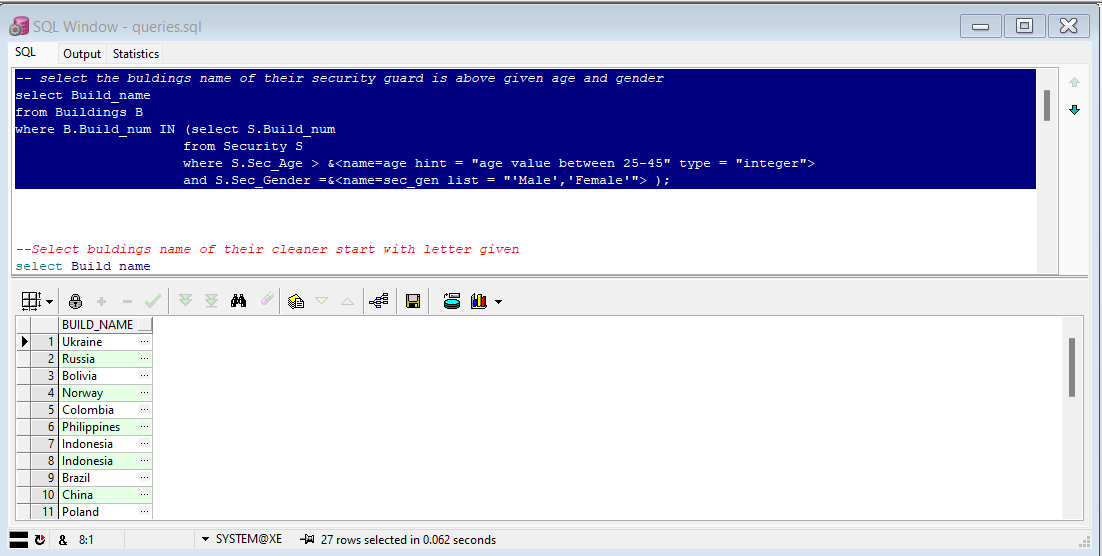 SQL Window - queries.sql
SQL Output Statistics
-- select the buldings name of their security guard is above given age and gender
select Build_name
from Buildings B
where B.Build_num IN (select S.Build_num
from Security S
where S.Sec_Age > &<name=age hint = "age value between 25-45" type = "integer">
and S.Sec_Gender =&<name=sec_gen list = "'Male','Female'"> );
--Select buldings name of their cleaner start with letter given
select Build name
BUILD_NAME
1 Ukraine ...
2 Russia ...
3 Bolivia ...
4 Norway ...
5 Colombia ...
6 Philippines ...
7 Indonesia ...
8 Indonesia ...
9 Brazil ...
10 China ...
11 Poland ...
& 8:1 SYSTEM@XE 27 rows selected in 0.062 seconds